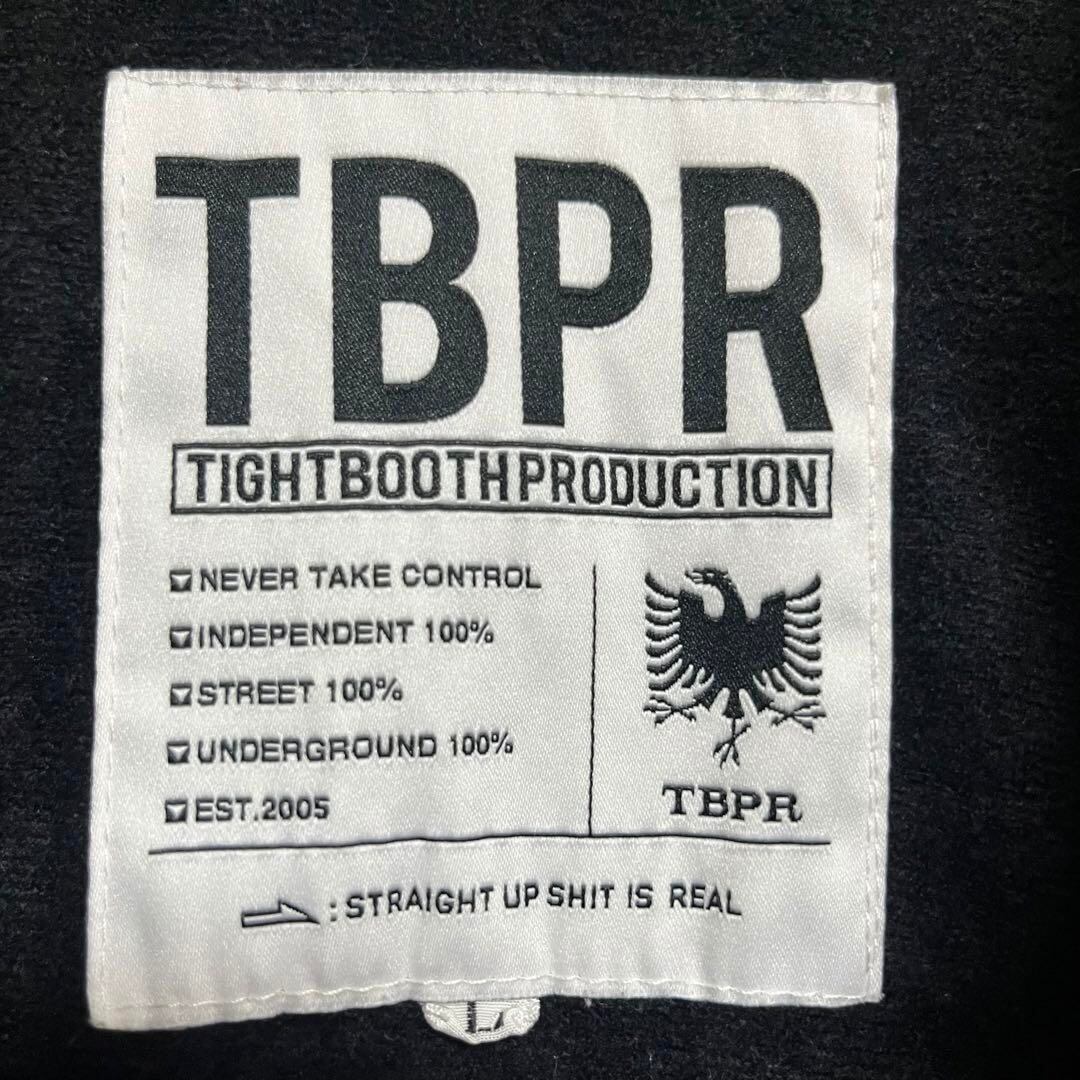 TBPR
TIGHTBOOTHPRODUCTION
NEVER TAKE CONTROL
INDEPENDENT 100%
STREET 100%
UNDERGROUND 100%
EST.2005
TBPR
:STRAIGHT UP SHIT IS REAL